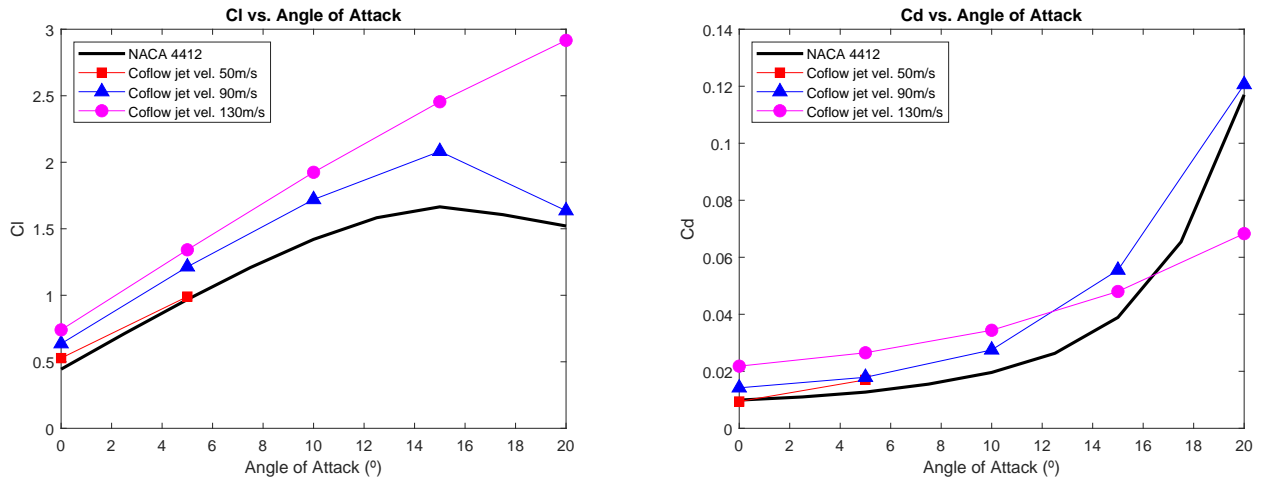 Cl vs. Angle of Attack
3
2.5
2
1.5
1
0.5
0
Cl
NACA 4412
Coflow jet vel. 50m/s
Coflow jet vel. 90m/s
Coflow jet vel. 130m/s
0 2 4 6 8 10 12 14 16 18 20
Angle of Attack (º)
Cd vs. Angle of Attack
0.14
0.12
0.1
0.08
0.06
0.04
0.02
0
Cd
NACA 4412
Coflow jet vel. 50m/s
Coflow jet vel. 90m/s
Coflow jet vel. 130m/s
0 2 4 6 8 10 12 14 16 18 20
Angle of Attack (º)